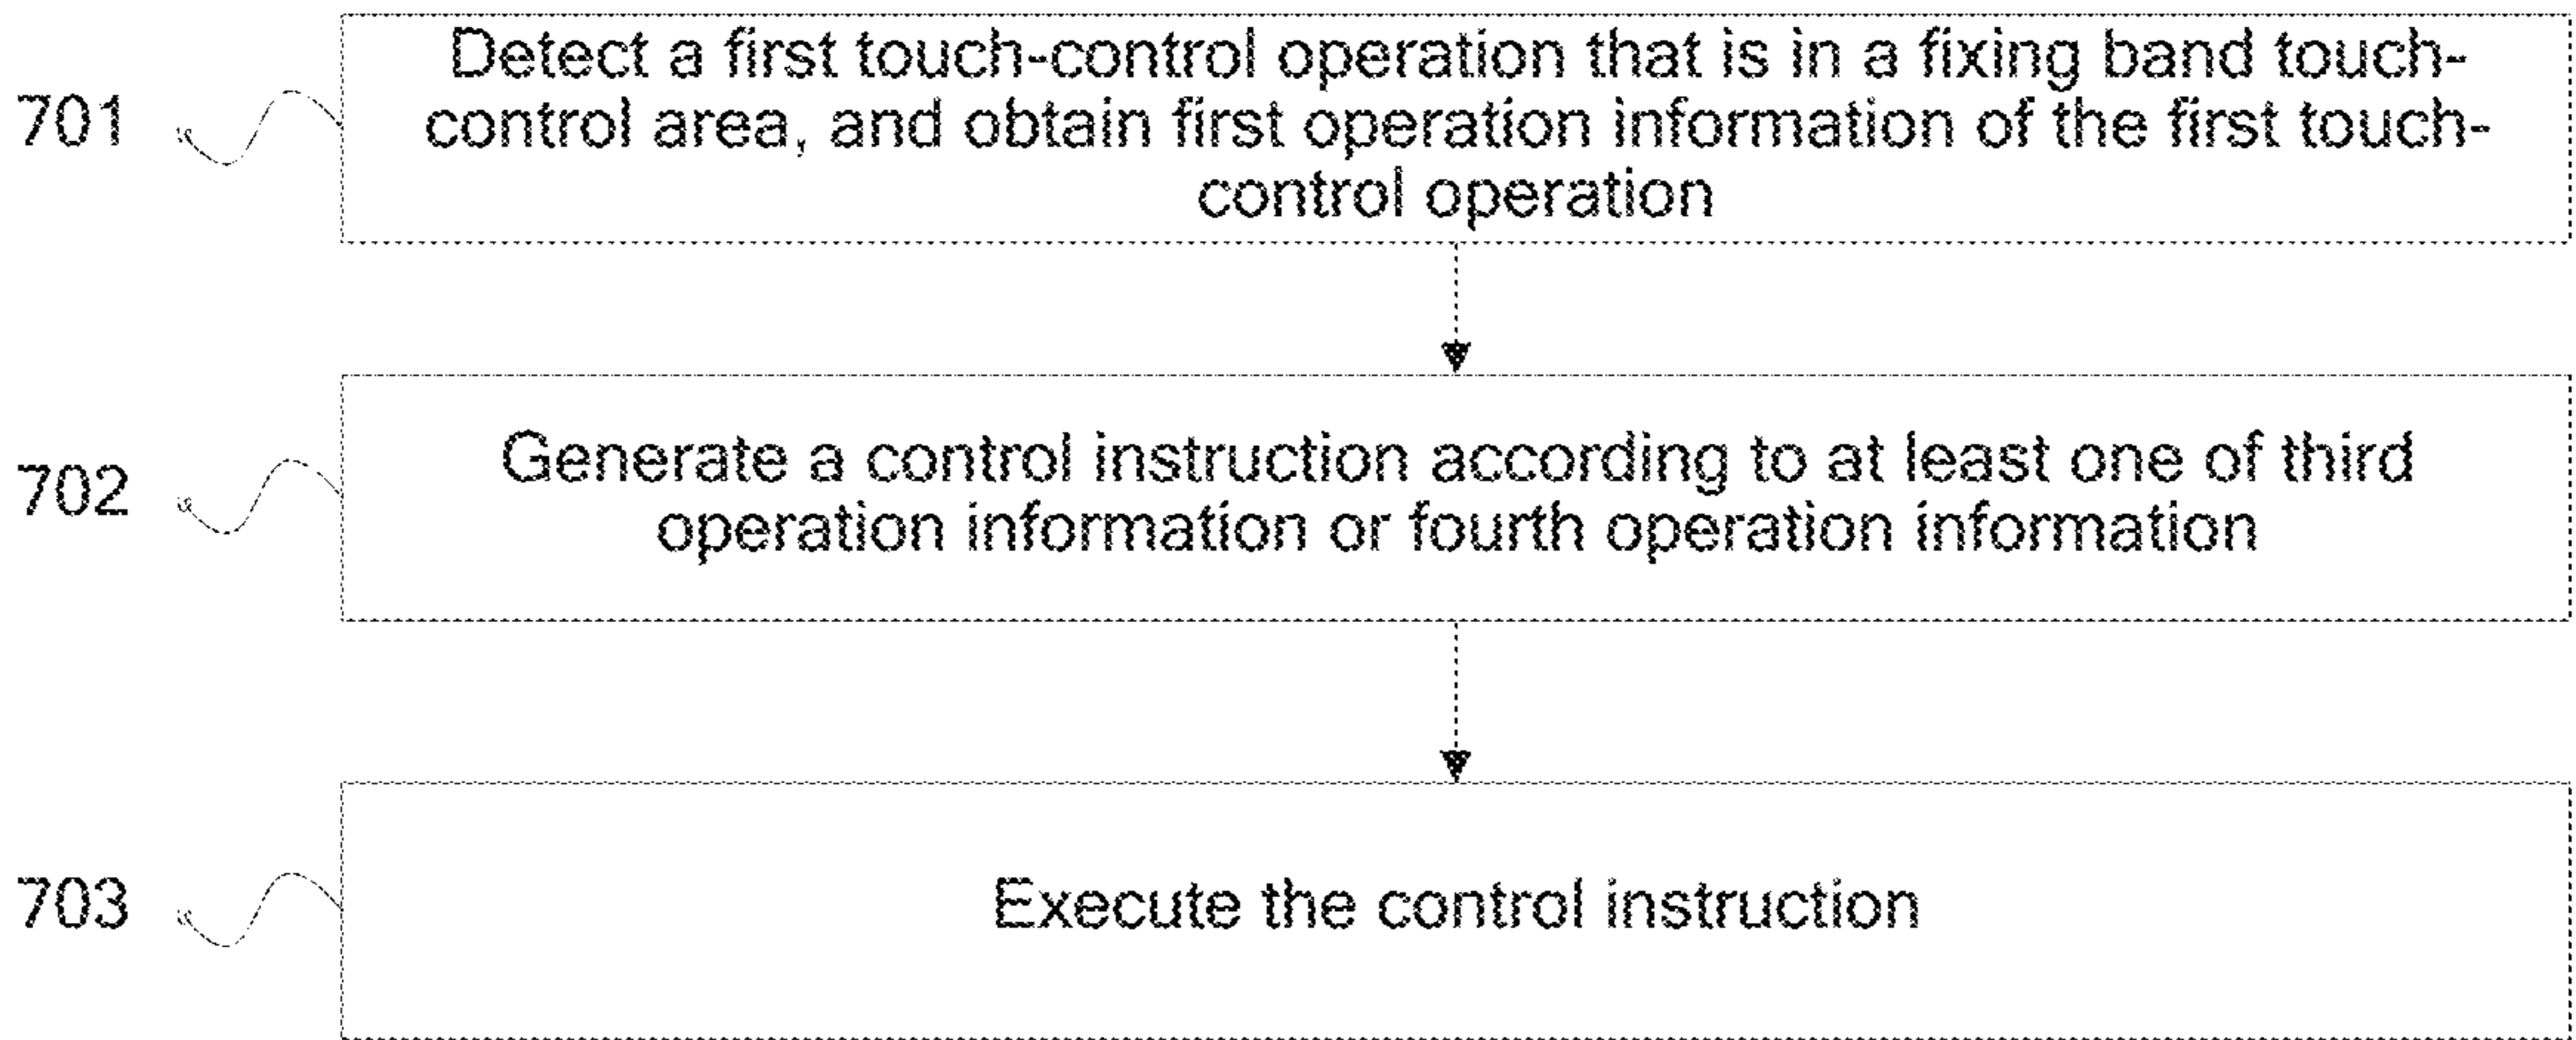 701
Detect a first touch-control operation that is in a fixing band touch-
control area, and obtain first operation information of the first touch-
control operation
702
Generate a control instruction according to at least one of third
operation information or fourth operation information
703
Execute the control instruction